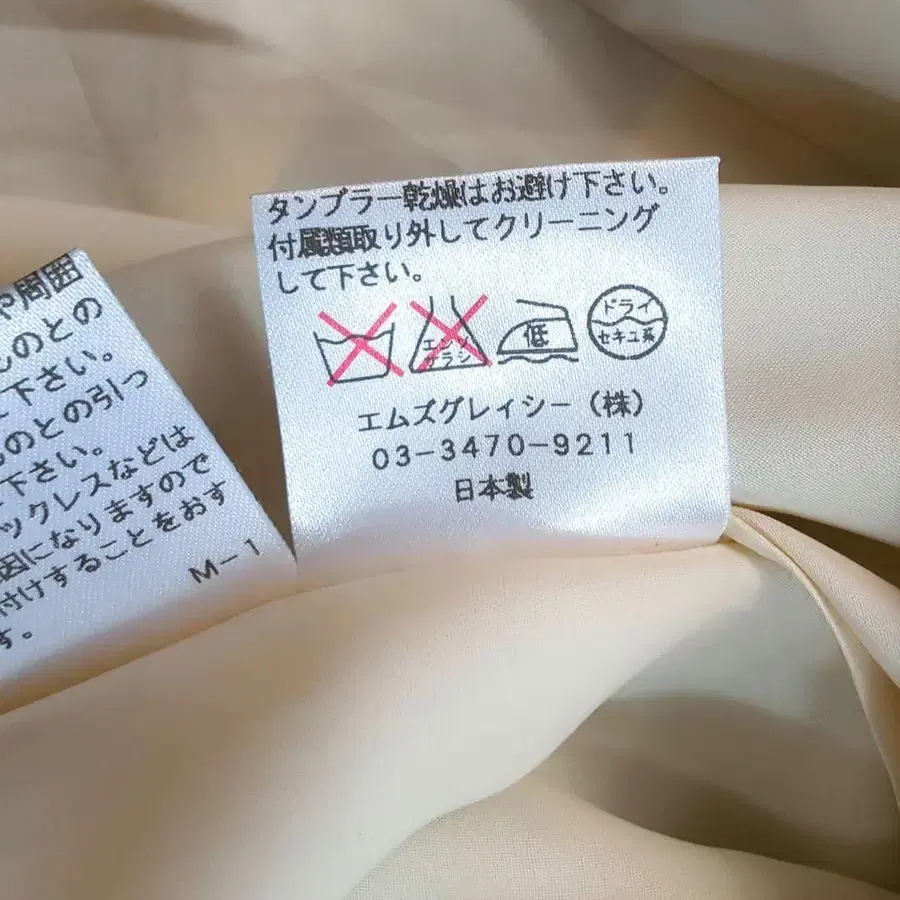 や周囲
んのとの
て下さい。
ものとの引っ
て下さい。
ックレスなどは
因になりますので
付けすることをおす
す。
M-1
タンブラー乾燥はお避け下さい。
付属類取り外してクリーニング
して下さい。
エンソ
サラシ
低
ドライ
セキユ系
エムズグレイシー（株）
03-3470-9211
日本製